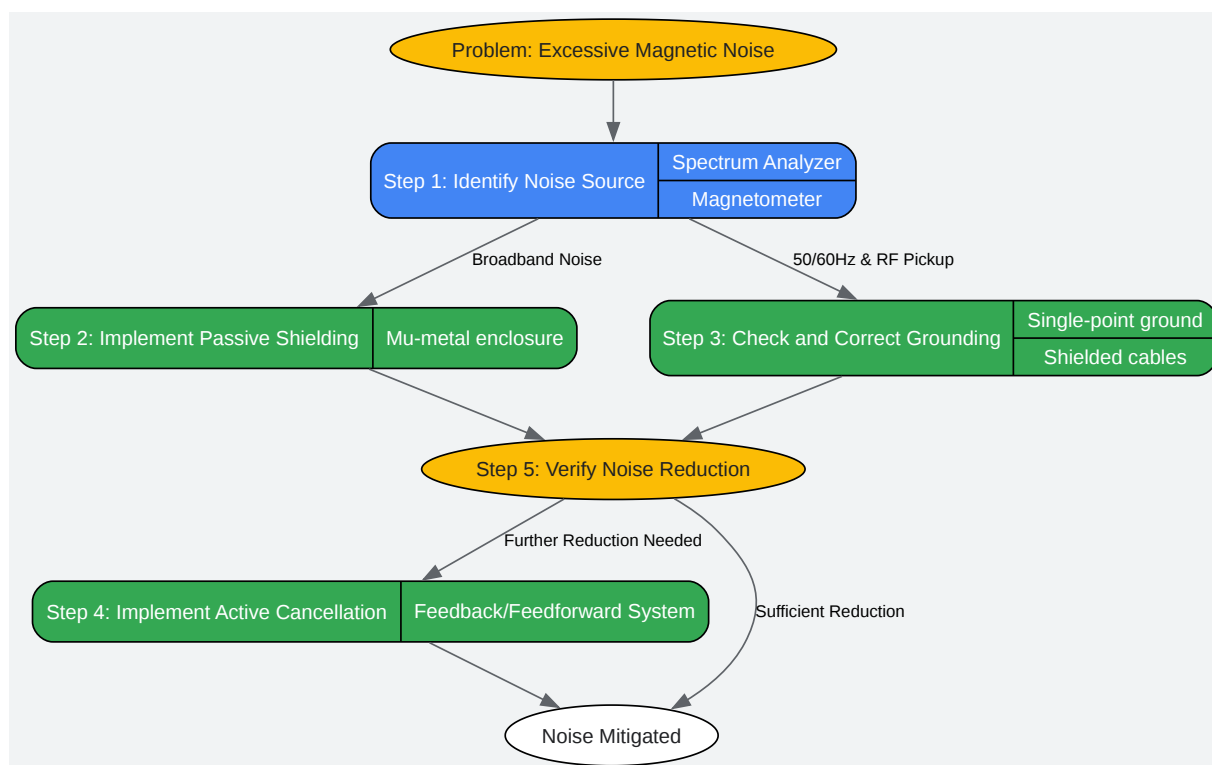 Problem: Excessive Magnetic Noise
Step 1: Identify Noise Source
Spectrum Analyzer
Magnetometer
Broadband Noise
50/60Hz & RF Pickup
Step 2: Implement Passive Shielding
Mu-metal enclosure
Step 3: Check and Correct Grounding
Single-point ground
Shielded cables
Step 5: Verify Noise Reduction
Further Reduction Needed
Step 4: Implement Active Cancellation
Feedback/Feedforward System
Sufficient Reduction
Noise Mitigated